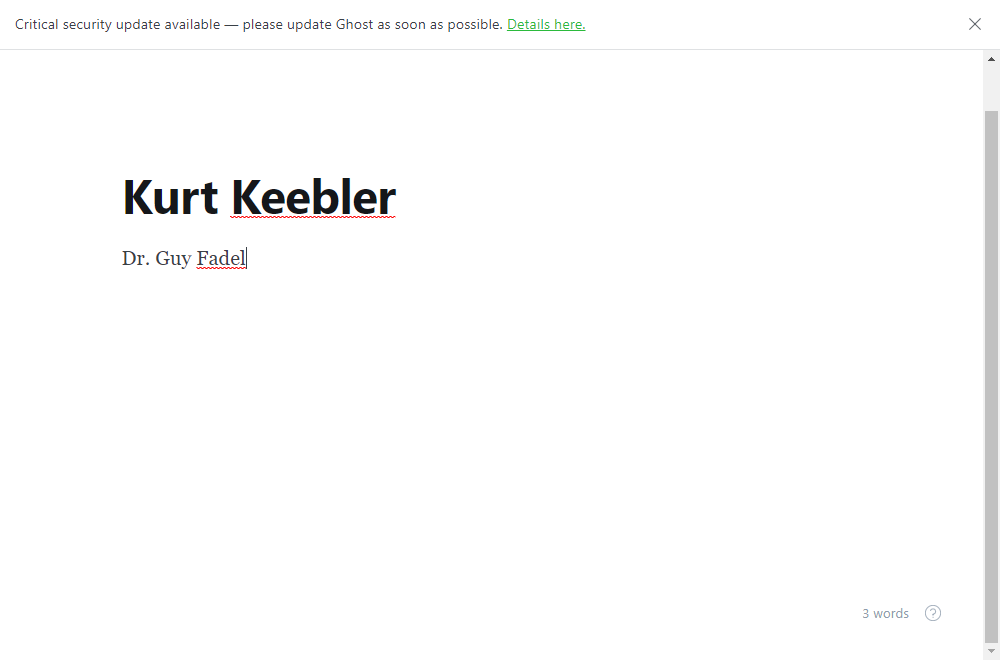 Critical security update available — please update Ghost as soon as possible. Details here.
Kurt Keebler
Dr. Guy Fadel
3 words